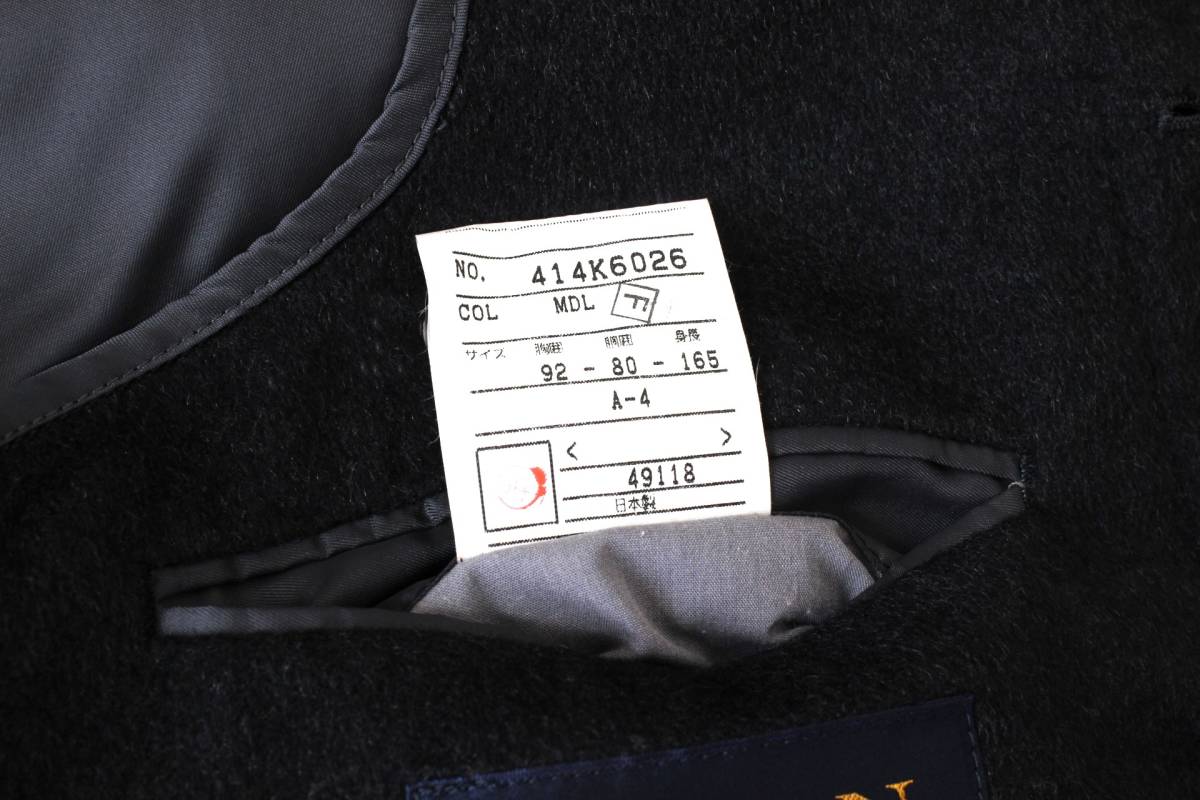 NO. 414K6026
COL MDL F
サイズ 胸囲 胴囲 身長
92 - 80 - 165
A-4
< >
49118
日本製
N